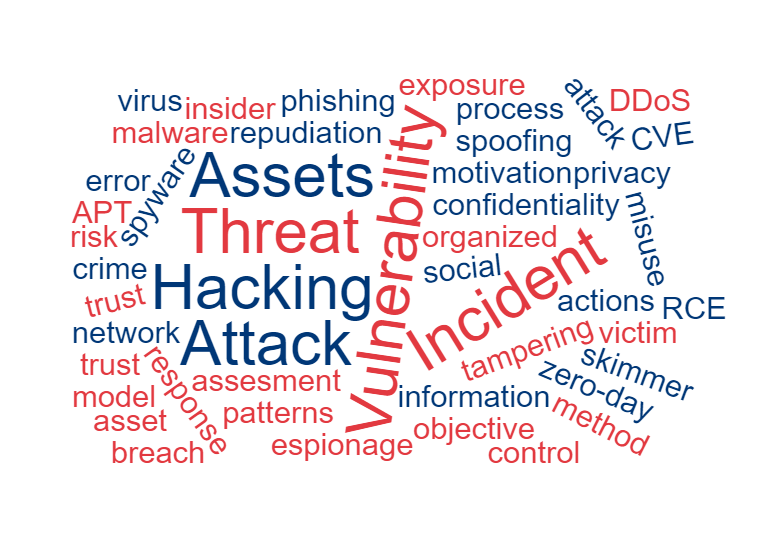 exposure
virus
insider
phishing
process
attack
DDoS
malware
repudiation
spoofing
CVE
error
spyware
Assets
Vulnerability
motivation
privacy
APT
confidentiality
misuse
risk
Threat
organized
crime
Hacking
social
Incident
trust
actions
RCE
network
Attack
tampering
victim
trust
response
assesment
skimmer
model
information
zero-day
asset
patterns
objective
method
breach
espionage
control